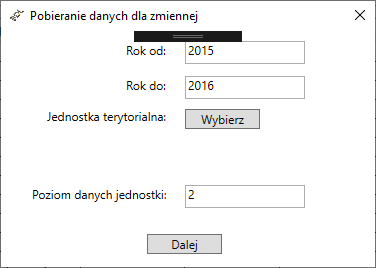 Pobieranie danych dla zmiennej
Rok od: 2015
Rok do: 2016
Jednostka terytorialna: Wybierz
Poziom danych jednostki: 2
Dalej